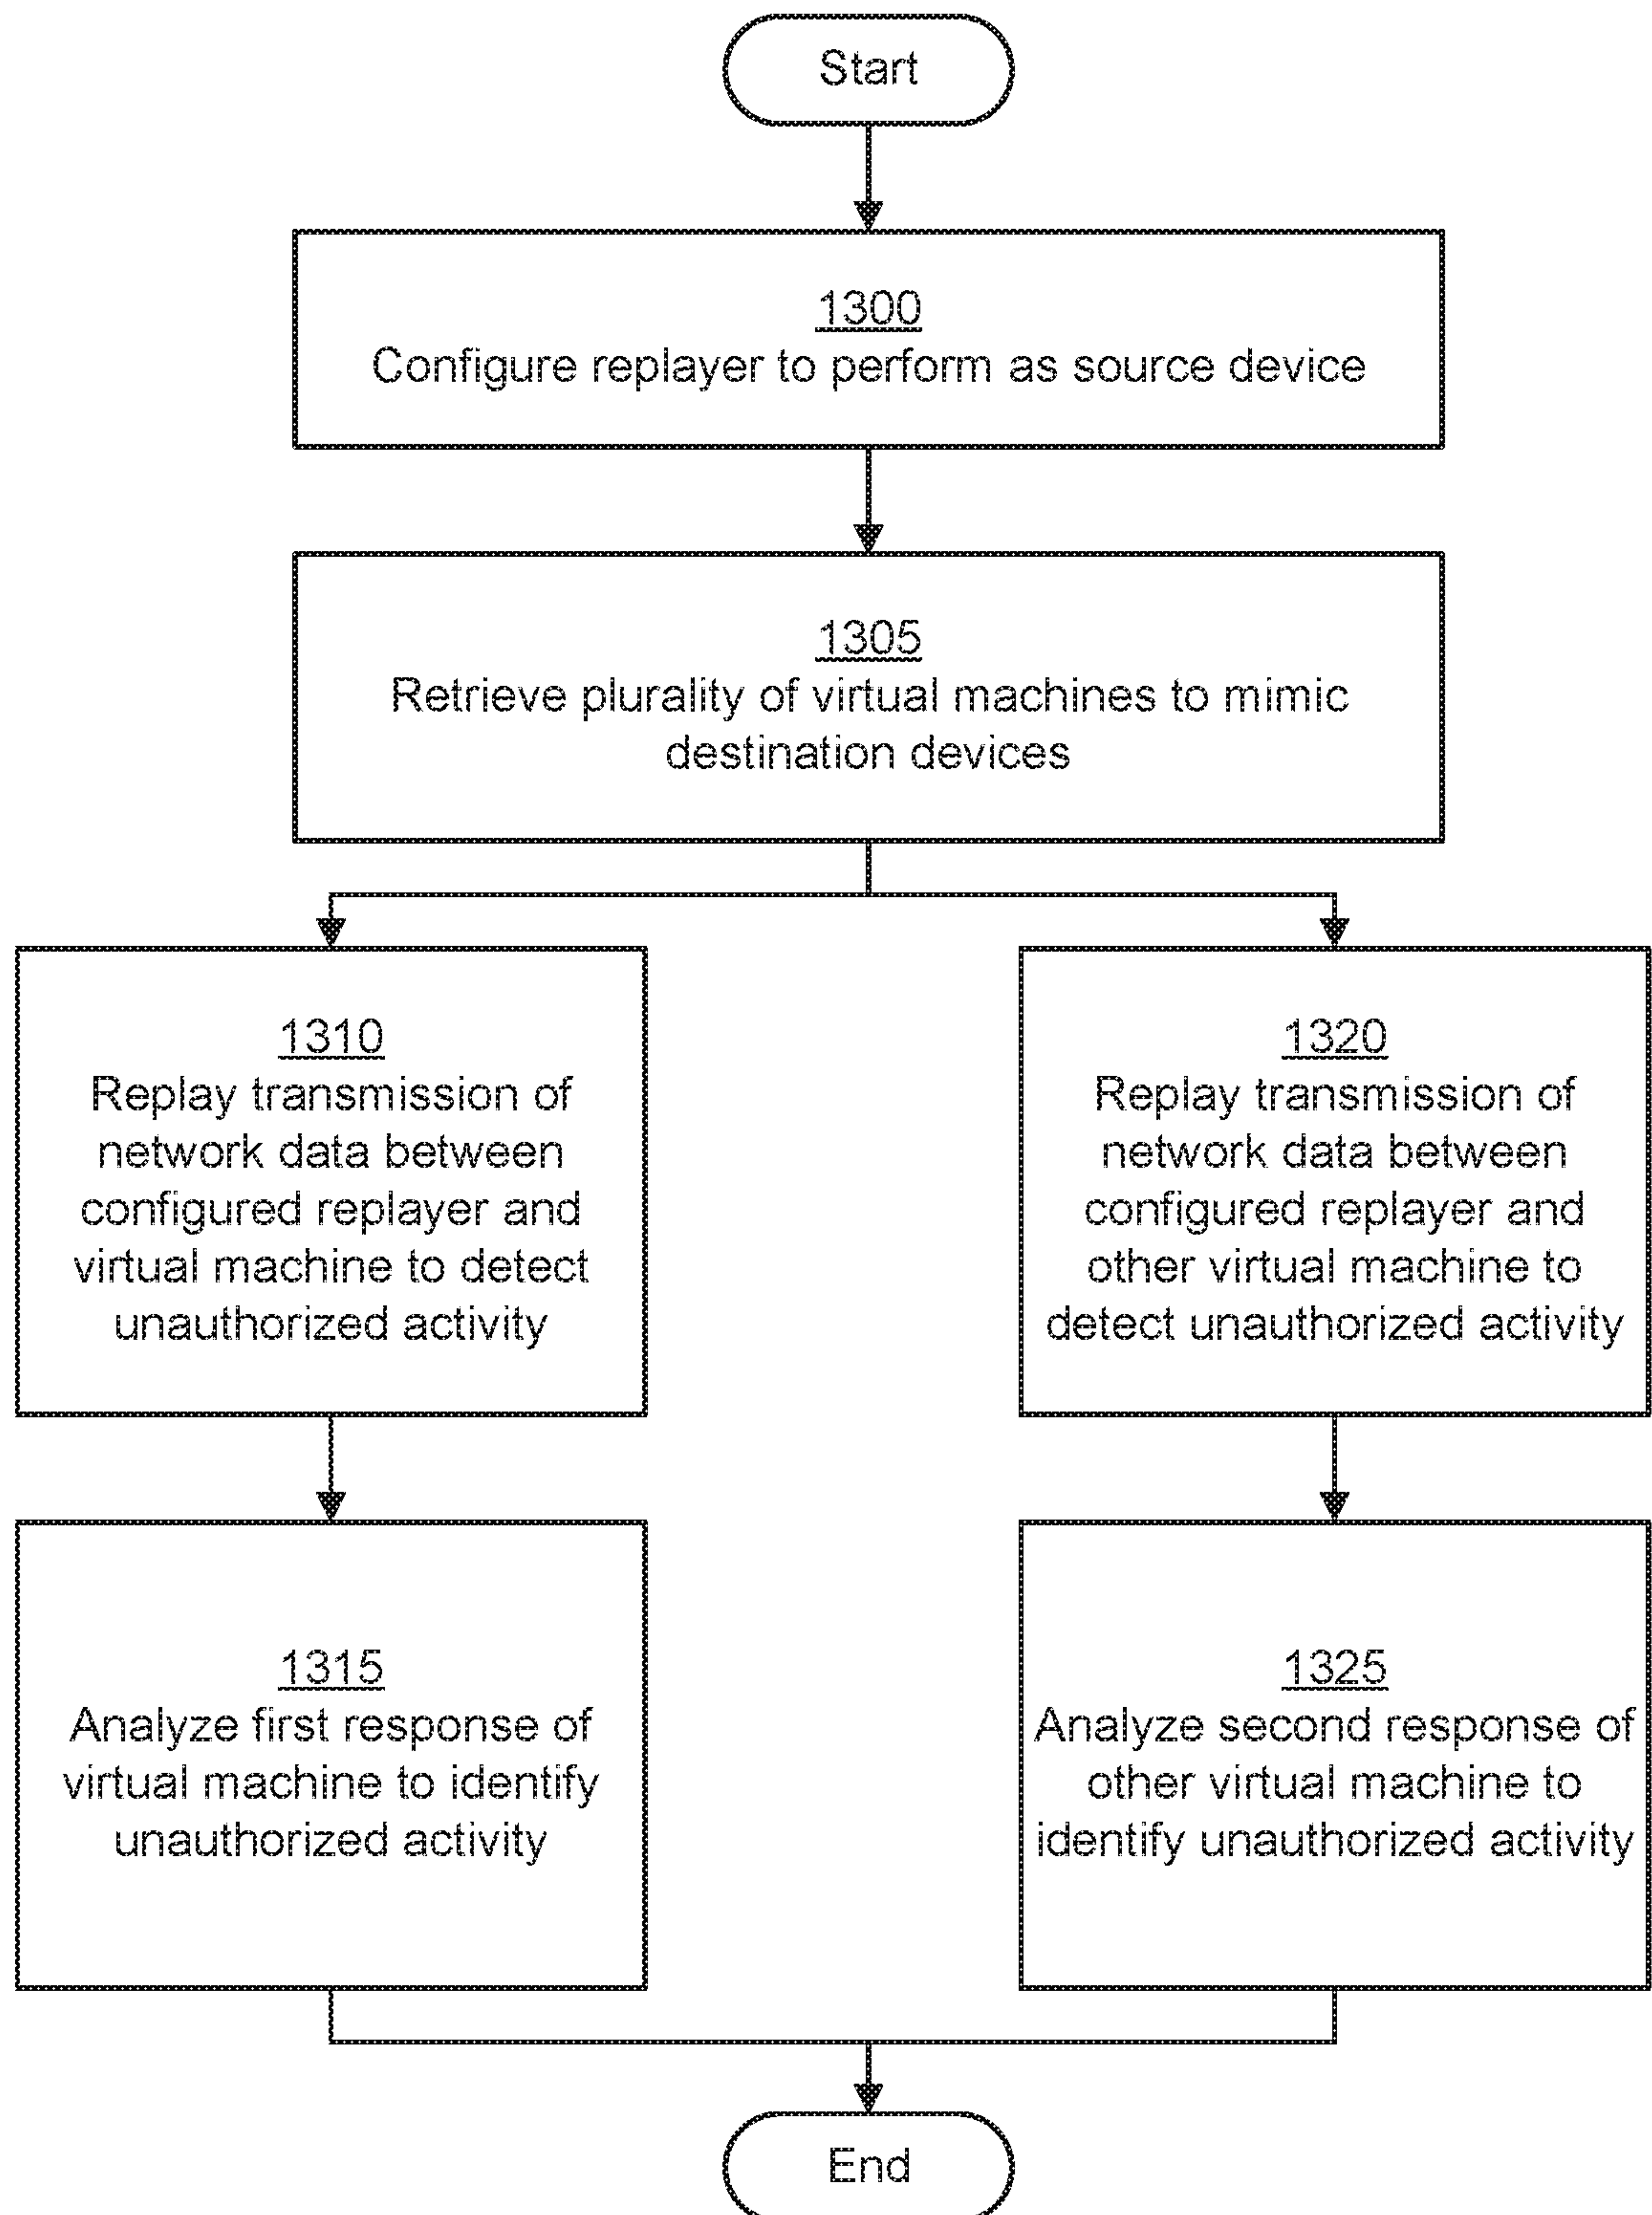 Start
1300
Configure replayer to perform as source device
1305
Retrieve plurality of virtual machines to mimic
destination devices
1310
Replay transmission of
network data between
configured replayer and
virtual machine to detect
unauthorized activity
1320
Replay transmission of
network data between
configured replayer and
other virtual machine to
detect unauthorized activity
1315
Analyze first response of
virtual machine to identify
unauthorized activity
1325
Analyze second response of
other virtual machine to
identify unauthorized activity
End